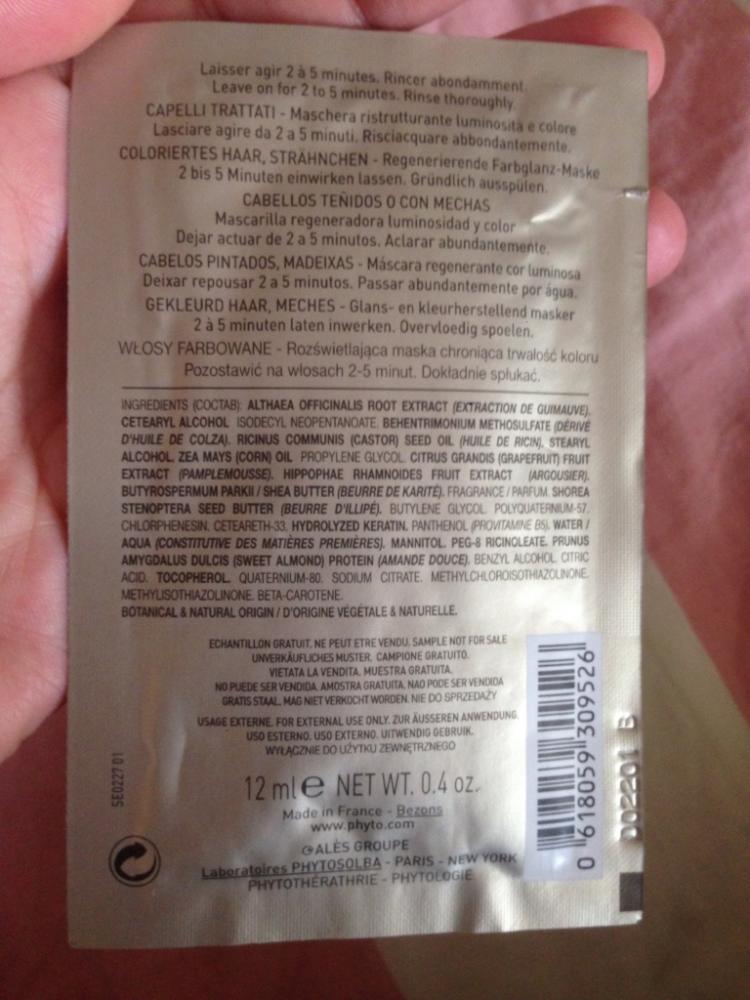 Laisser agir 2 à 5 minutes. Rincer abondamment.
Leave on for 2 to 5 minutes. Rinse thoroughly.
CAPELLI TRATTATI - Maschera ristrutturante luminosità e colore
Lasciare agire da 2 a 5 minuti. Risciacquare abbondantemente.
COLORIERTES HAAR, STRÄHNCHEN - Regenerierende Farbglanz-Maske
2 bis 5 Minuten einwirken lassen. Gründlich ausspülen.
CABELLOS TEÑIDOS O CON MECHAS
Mascarilla regeneradora luminosidad y color
Dejar actuar de 2 a 5 minutos. Aclarar abundantemente.
CABELOS PINTADOS, MADEIXAS - Máscara regenerante cor luminosa
Deixar repousar 2 a 5 minutos. Passar abundantemente por água.
GEKLEURD HAAR, MECHES - Glans- en kleurherstellend masker
2 à 5 minuten laten inwerken. Overvloedig spoelen.
WŁOSY FARBOWANE - Rozświetlająca maska chroniąca trwałość koloru
Pozostawić na włosach 2-5 minut. Dokładnie spłukać.
INGREDIENTS (COCTAB): ALTHAEA OFFICINALIS ROOT EXTRACT (EXTRACTION DE GUIMAUVE).
CETEARYL ALCOHOL. ISODECYL NEOPENTANOATE. BEHENTRIMONIUM METHOSULFATE (DÉRIVÉ
D'HUILE DE COLZA). RICINUS COMMUNIS (CASTOR) SEED OIL (HUILE DE RICIN). STEARYL
ALCOHOL. ZEA MAYS (CORN) OIL. PROPYLENE GLYCOL. CITRUS GRANDIS (GRAPEFRUIT) FRUIT
EXTRACT (PAMPLEMOUSSE). HIPPOPHAE RHAMNOIDES FRUIT EXTRACT (ARGOUSIER).
BUTYROSPERMUM PARKII / SHEA BUTTER (BEURRE DE KARITÉ). FRAGRANCE / PARFUM. SHOREA
STENOPTERA SEED BUTTER (BEURRE D'ILLIPÉ). BUTYLENE GLYCOL. POLYQUATERNIUM-57.
CHLORPHENESIN. CETEARETH-33. HYDROLYZED KERATIN. PANTHENOL (PROVITAMINE B5). WATER /
AQUA (CONSTITUTIVE DES MATIÈRES PREMIÈRES). MANNITOL. PEG-8 RICINOLEATE. PRUNUS
AMYGDALUS DULCIS (SWEET ALMOND) PROTEIN (AMANDE DOUCE). BENZYL ALCOHOL. CITRIC
ACID. TOCOPHEROL. QUATERNIUM-80. SODIUM CITRATE. METHYLCHLOROISOTHIAZOLINONE.
METHYLISOTHIAZOLINONE. BETA-CAROTENE.
BOTANICAL & NATURAL ORIGIN / D'ORIGINE VÉGÉTALE & NATURELLE.
ECHANTILLON GRATUIT. NE PEUT ETRE VENDU. SAMPLE NOT FOR SALE
UNVERKÄUFLICHES MUSTER. CAMPIONE GRATUITO.
VIETATA LA VENDITA. MUESTRA GRATUITA.
NO PUEDE SER VENDIDA. AMOSTRA GRATUITA. NAO PODE SER VENDIDA
GRATIS STAAL. MAG NIET VERKOCHT WORDEN. NIE DO SPRZEDAŻY
USAGE EXTERNE. FOR EXTERNAL USE ONLY. ZUR ÄUSSEREN ANWENDUNG.
USO ESTERNO. USO EXTERNO. UITWENDIG GEBRUIK.
WYŁĄCZNIE DO UŻYTKU ZEWNĘTRZNEGO
12 ml e NET WT. 0.4 oz.
Made in France - Bezons
www.phyto.com
ALÈS GROUPE
Laboratoires PHYTOSOLBA - PARIS - NEW YORK
PHYTOTHÉRATHRIE - PHYTOLOGIE
SE0227 01
0 618059 309526
002201 B